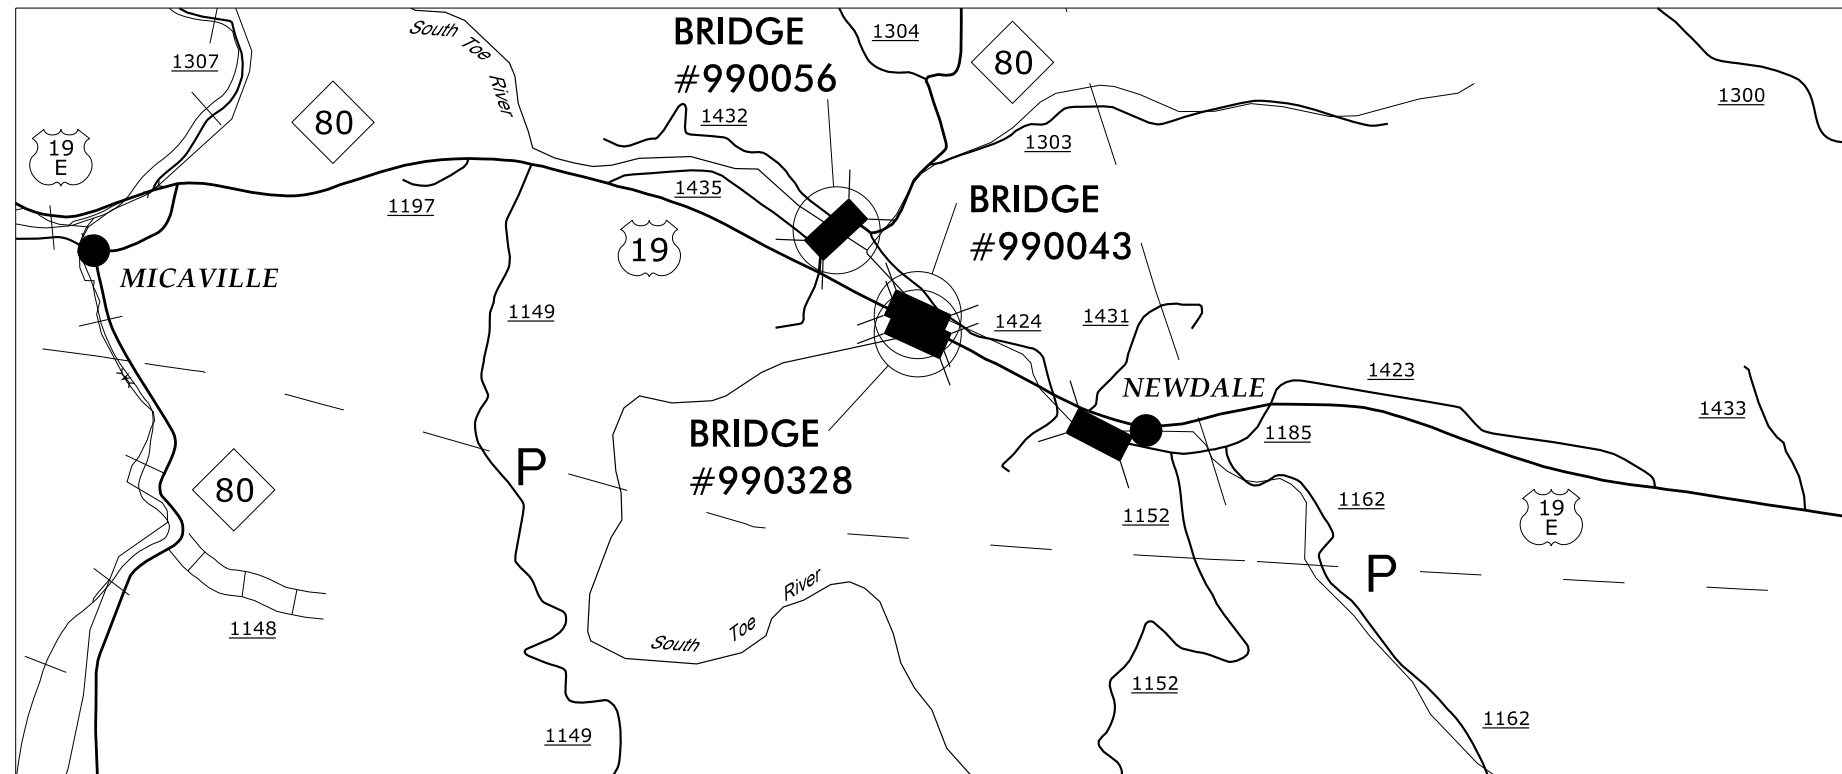 BRIDGE
#990056
1304
80
1307
80
19
E
South Toe River
1432
1303
1300
1435
1197
19
BRIDGE
#990043
MICAVILLE
1149
1424
1431
NEWDALE
1423
1433
1185
BRIDGE
#990328
P
80
1152
1162
19
E
P
South Toe River
1148
1152
1149
1162